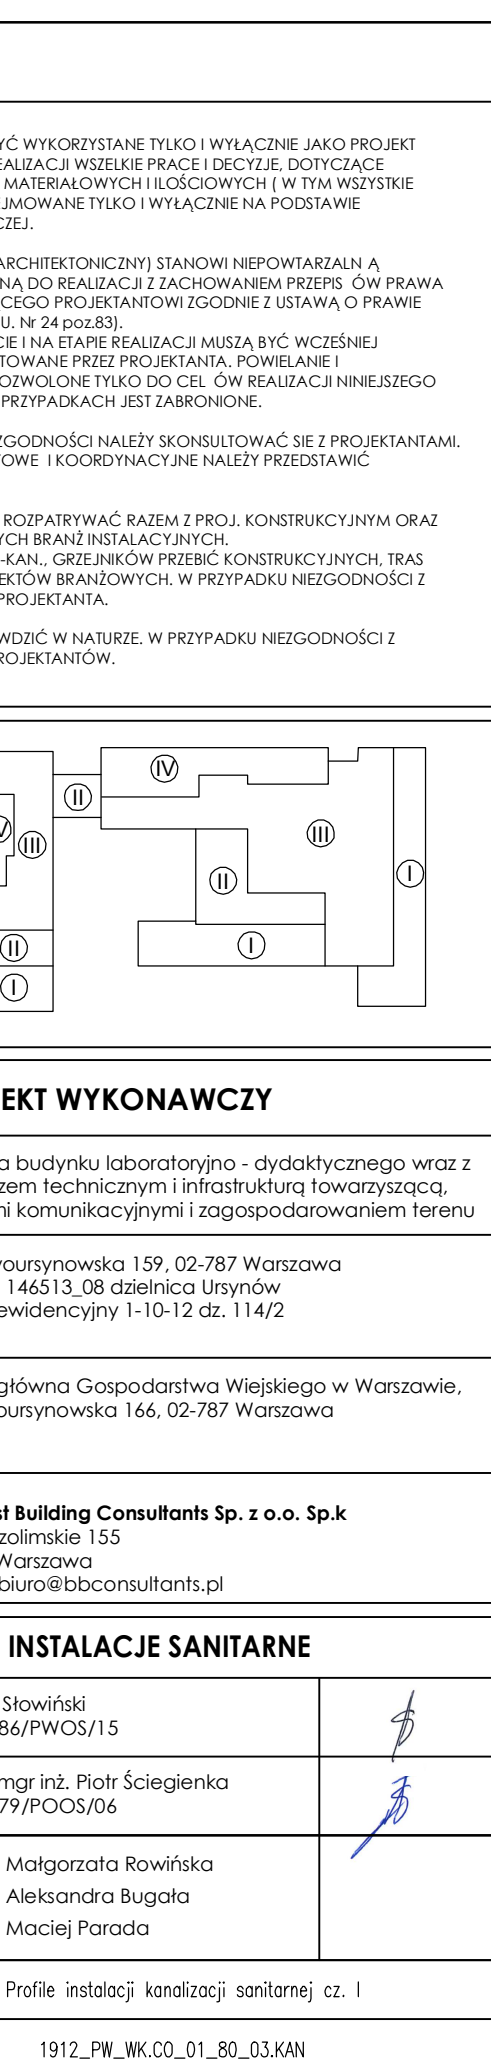 YĆ WYKORZYSTANE TYLKO I WYŁĄCZNIE JAKO PROJEKT
EALIZACJI WSZELKIE PRACE I DECYZJE, DOTYCZĄCE
MATERIAŁOWYCH I ILOŚCIOWYCH ( W TYM WSZYSTKIE
EJMOWANE TYLKO I WYŁĄCZNIE NA PODSTAWIE
CZEJ.
ARCHITEKTONICZNY) STANOWI NIEPOWTARZALN Ą
NĄ DO REALIZACJI Z ZACHOWANIEM PRZEPIS ÓW PRAWA
ĄCEGO PROJEKTANTOWI ZGODNIE Z USTAWĄ O PRAWIE
U. Nr 24 poz.83).
CIE I NA ETAPIE REALIZACJI MUSZĄ BYĆ WCZEŚNIEJ
TOWANE PRZEZ PROJEKTANTA. POWIELANIE I
OZWOLONE TYLKO DO CEL ÓW REALIZACJI NINIEJSZEGO
PRZYPADKACH JEST ZABRONIONE.
ZGODNOŚCI NALEŻY SKONSULTOWAĆ SIE Z PROJEKTANTAMI.
TOWE I KOORDYNACYJNE NALEŻY PRZEDSTAWIĆ
ROZPATRYWAĆ RAZEM Z PROJ. KONSTRUKCYJNYM ORAZ
YCH BRANŻ INSTALACYJNYCH.
-KAN., GRZEJNIKÓW PRZEBIĆ KONSTRUKCYJNYCH, TRAS
EKTÓW BRANŻOWYCH. W PRZYPADKU NIEZGODNOŚCI Z
PROJEKTANTA.
WDZIĆ W NATURZE. W PRZYPADKU NIEZGODNOŚCI Z
ROJEKTANTÓW.
IV
II
V
III
III
II
I
II
I
I
EKT WYKONAWCZY
a budynku laboratoryjno - dydaktycznego wraz z
zem technicznym i infrastrukturą towarzyszącą,
mi komunikacyjnymi i zagospodarowaniem terenu
voursynowska 159, 02-787 Warszawa
146513_08 dzielnica Ursynów
ewidencyjny 1-10-12 dz. 114/2
główna Gospodarstwa Wiejskiego w Warszawie,
oursynowska 166, 02-787 Warszawa
st Building Consultants Sp. z o.o. Sp.k
zolimskie 155
Warszawa
biuro@bbconsultants.pl
INSTALACJE SANITARNE
Słowiński
86/PWOS/15
mgr inż. Piotr Ściegienka
79/POOS/06
Małgorzata Rowińska
Aleksandra Bugała
Maciej Parada
Profile instalacji kanalizacji sanitarnej cz. I
1912_PW_WK.CO_01_80_03.KAN